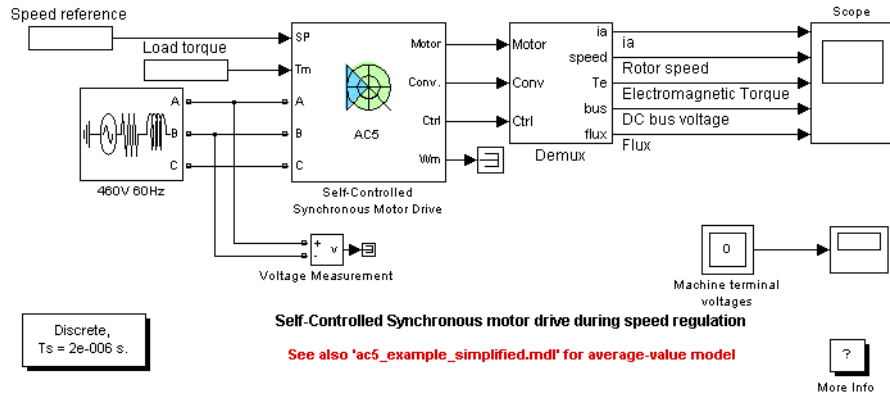 Speed reference
Load torque
SP
Tm
A
B
C
A
B
C
460V 60Hz
AC5
Motor
Conv.
Ctrl
Wm
Self-Controlled
Synchronous Motor Drive
Motor
Conv
Ctrl
ia
speed
Te
bus
flux
Demux
ia
Rotor speed
Electromagnetic Torque
DC bus voltage
Flux
Scope
+
-
v
Voltage Measurement
0
Machine terminal
voltages
Discrete,
Ts = 2e-006 s.
Self-Controlled Synchronous motor drive during speed regulation
See also 'ac5_example_simplified.mdl' for average-value model
?
More Info